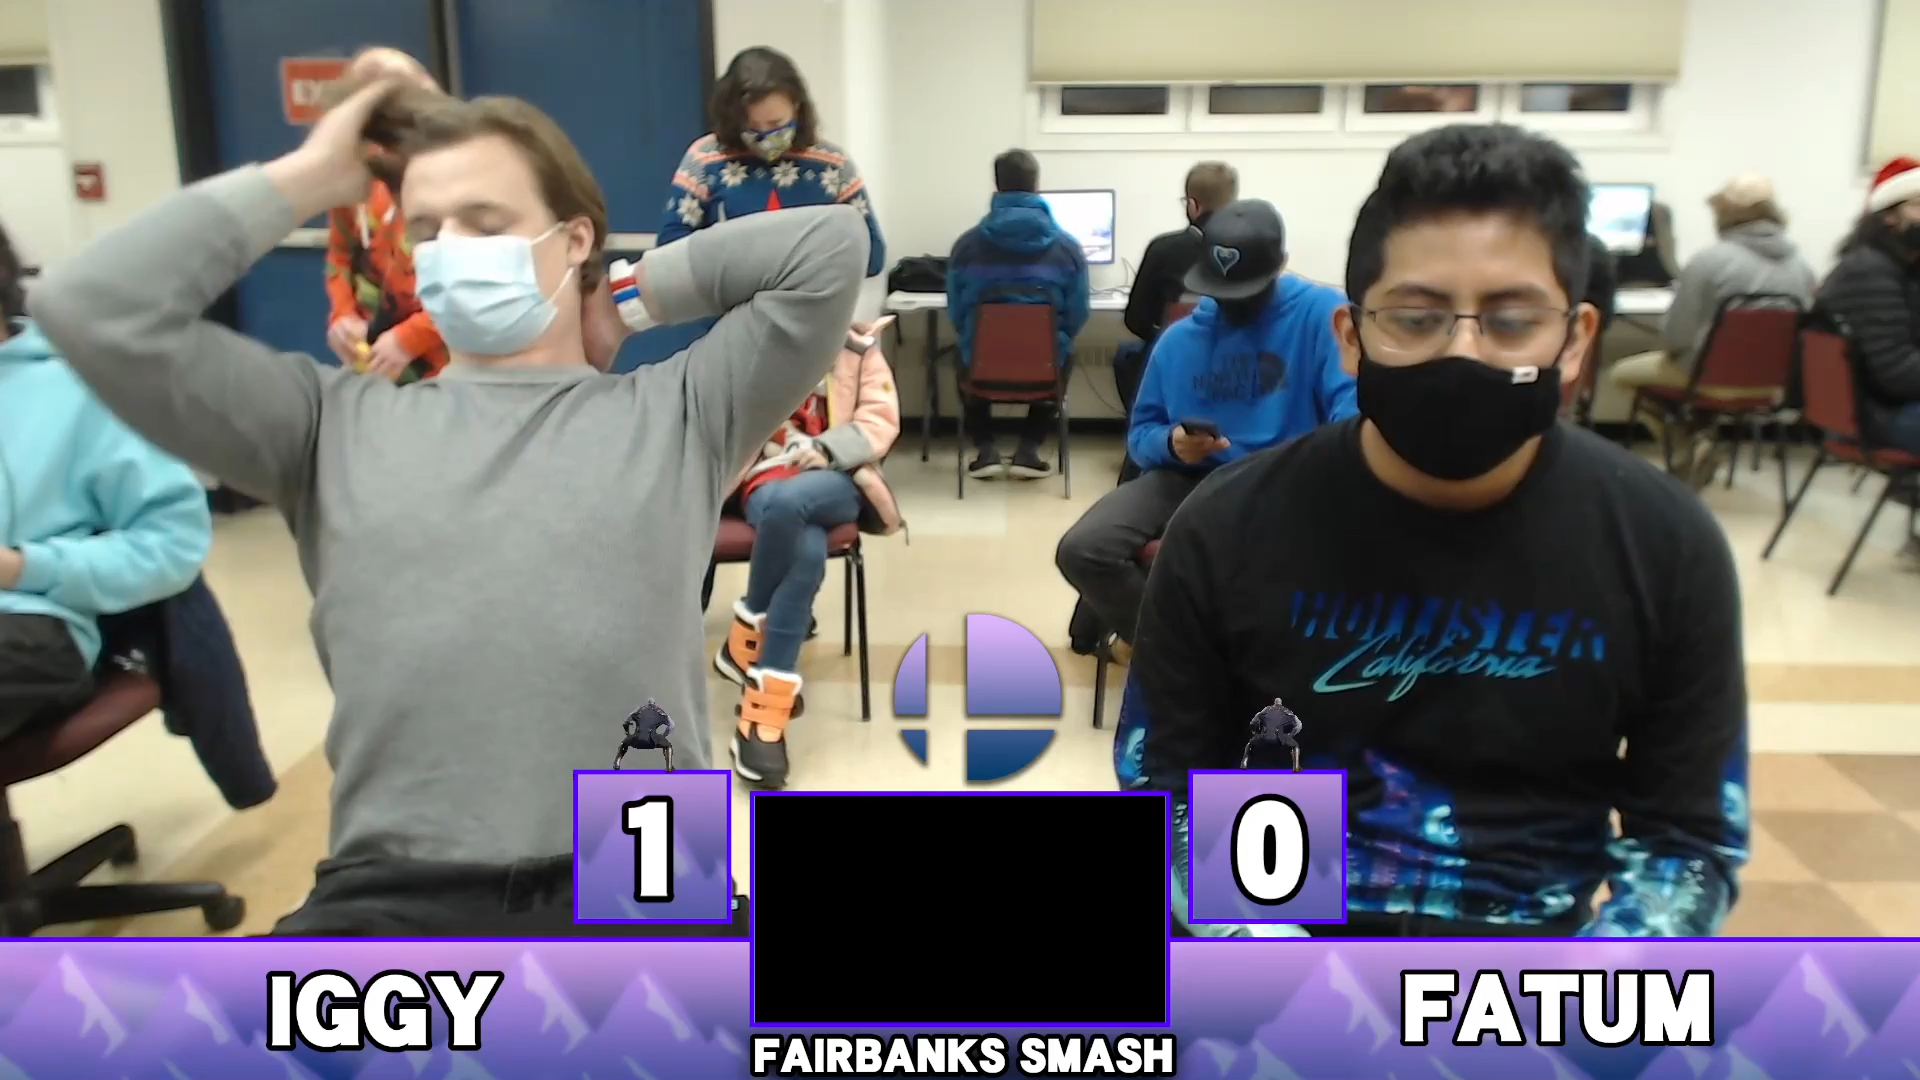 HOLLISTER
California
1
0
IGGY
FATUM
FAIRBANKS SMASH